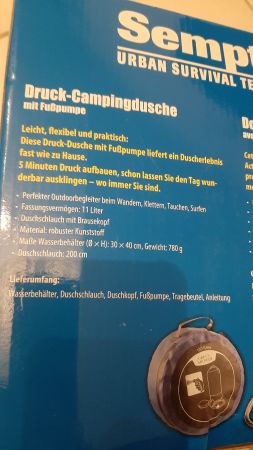 Sempt
URBAN SURVIVAL TE
Druck-Campingdusche
mit Fußpumpe
Leicht, flexibel und praktisch:
Diese Druck-Dusche mit Fußpumpe liefert ein Duscherlebnis
fast wie zu Hause.
5 Minuten Druck aufbauen, schon lassen Sie den Tag wun-
derbar ausklingen – wo immer Sie sind.
- Perfekter Outdoorbegleiter beim Wandern, Klettern, Tauchen, Surfen
- Fassungsvermögen: 11 Liter
- Duschschlauch mit Brausekopf
- Material: robuster Kunststoff
- Maße Wasserbehälter (Ø × H): 30 × 40 cm, Gewicht: 780 g
- Duschschlauch: 200 cm
Lieferumfang:
Wasserbehälter, Duschschlauch, Duschkopf, Fußpumpe, Tragebeutel, Anleitung